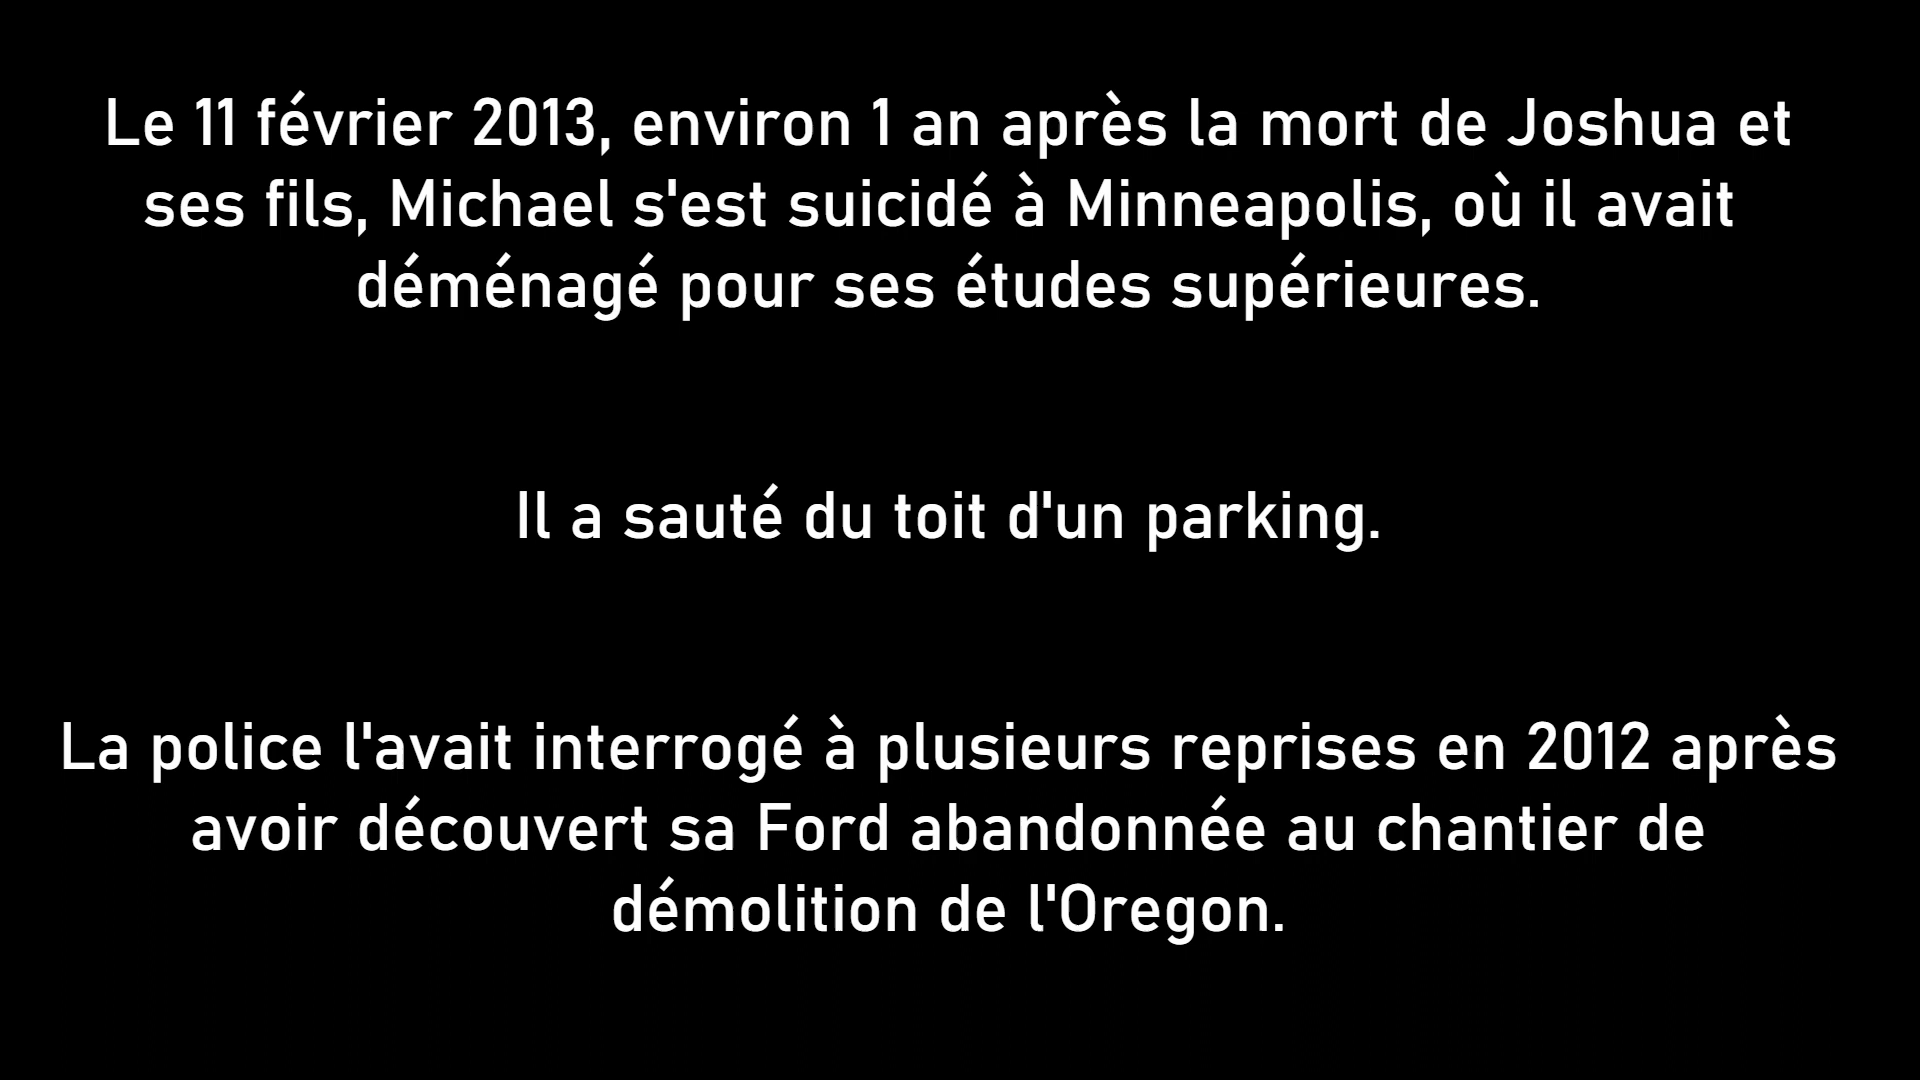 Le 11 février 2013, environ 1 an après la mort de Joshua et
ses fils, Michael s'est suicidé à Minneapolis, où il avait
déménagé pour ses études supérieures.
Il a sauté du toit d'un parking.
La police l'avait interrogé à plusieurs reprises en 2012 après
avoir découvert sa Ford abandonnée au chantier de
démolition de l'Oregon.